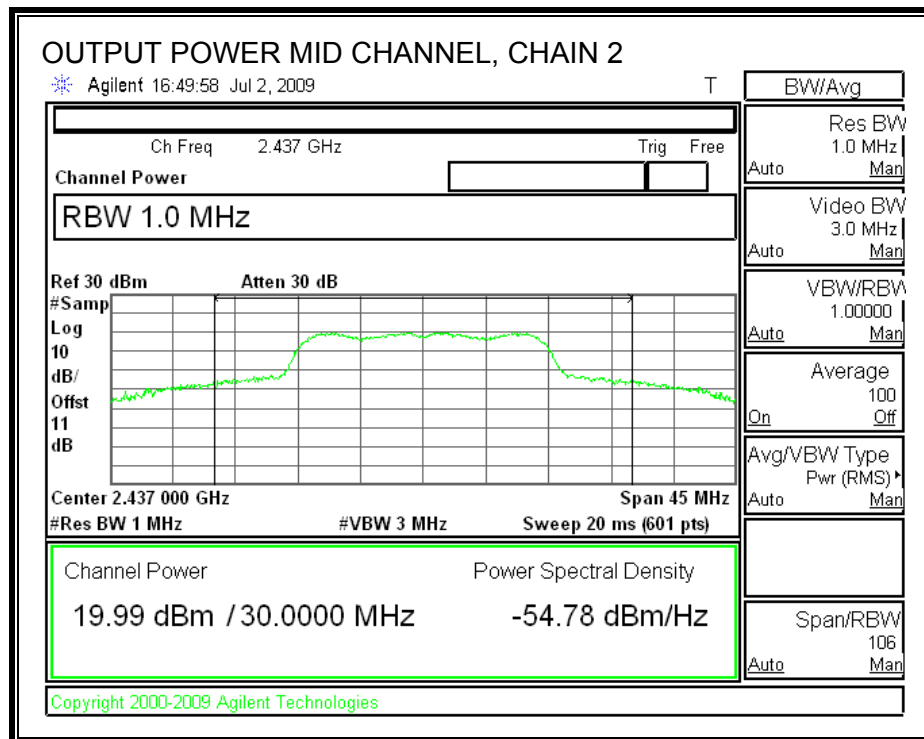 OUTPUT POWER MID CHANNEL, CHAIN 2
Agilent 16:49:58 Jul 2, 2009 T
BW/Avg
Ch Freq 2.437 GHz Trig Free
Channel Power
RBW 1.0 MHz
Ref 30 dBm Atten 30 dB
#Samp
Log
10
dB/
Offst
11
dB
Center 2.437 000 GHz Span 45 MHz
#Res BW 1 MHz #VBW 3 MHz Sweep 20 ms (601 pts)
Channel Power Power Spectral Density
19.99 dBm / 30.0000 MHz -54.78 dBm/Hz
Copyright 2000-2009 Agilent Technologies
Res BW
1.0 MHz
Auto Man
Video BW
3.0 MHz
Auto Man
VBW/RBW
1.00000
Auto Man
Average
100
On Off
Avg/VBW Type
Pwr (RMS)
Auto Man
Span/RBW
106
Auto Man